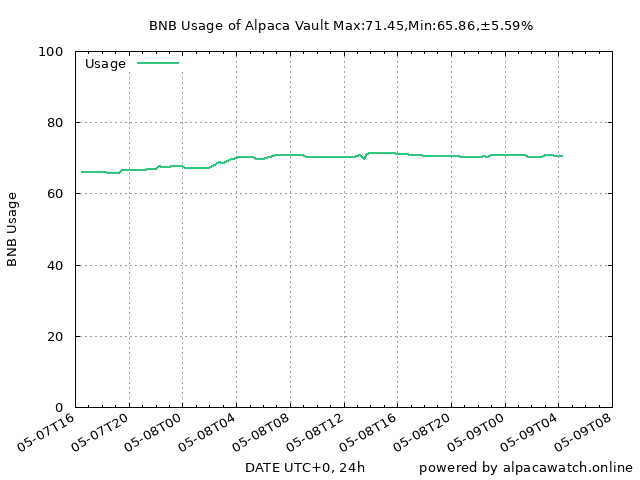 BNB Usage of Alpaca Vault Max:71.45,Min:65.86,±5.59%
Usage
100
80
60
40
20
0
BNB Usage
05-07T16
05-07T20
05-08T00
05-08T04
05-08T08
05-08T12
05-08T16
05-08T20
05-09T00
05-09T04
05-09T08
DATE UTC+0, 24h
powered by alpacawatch.online